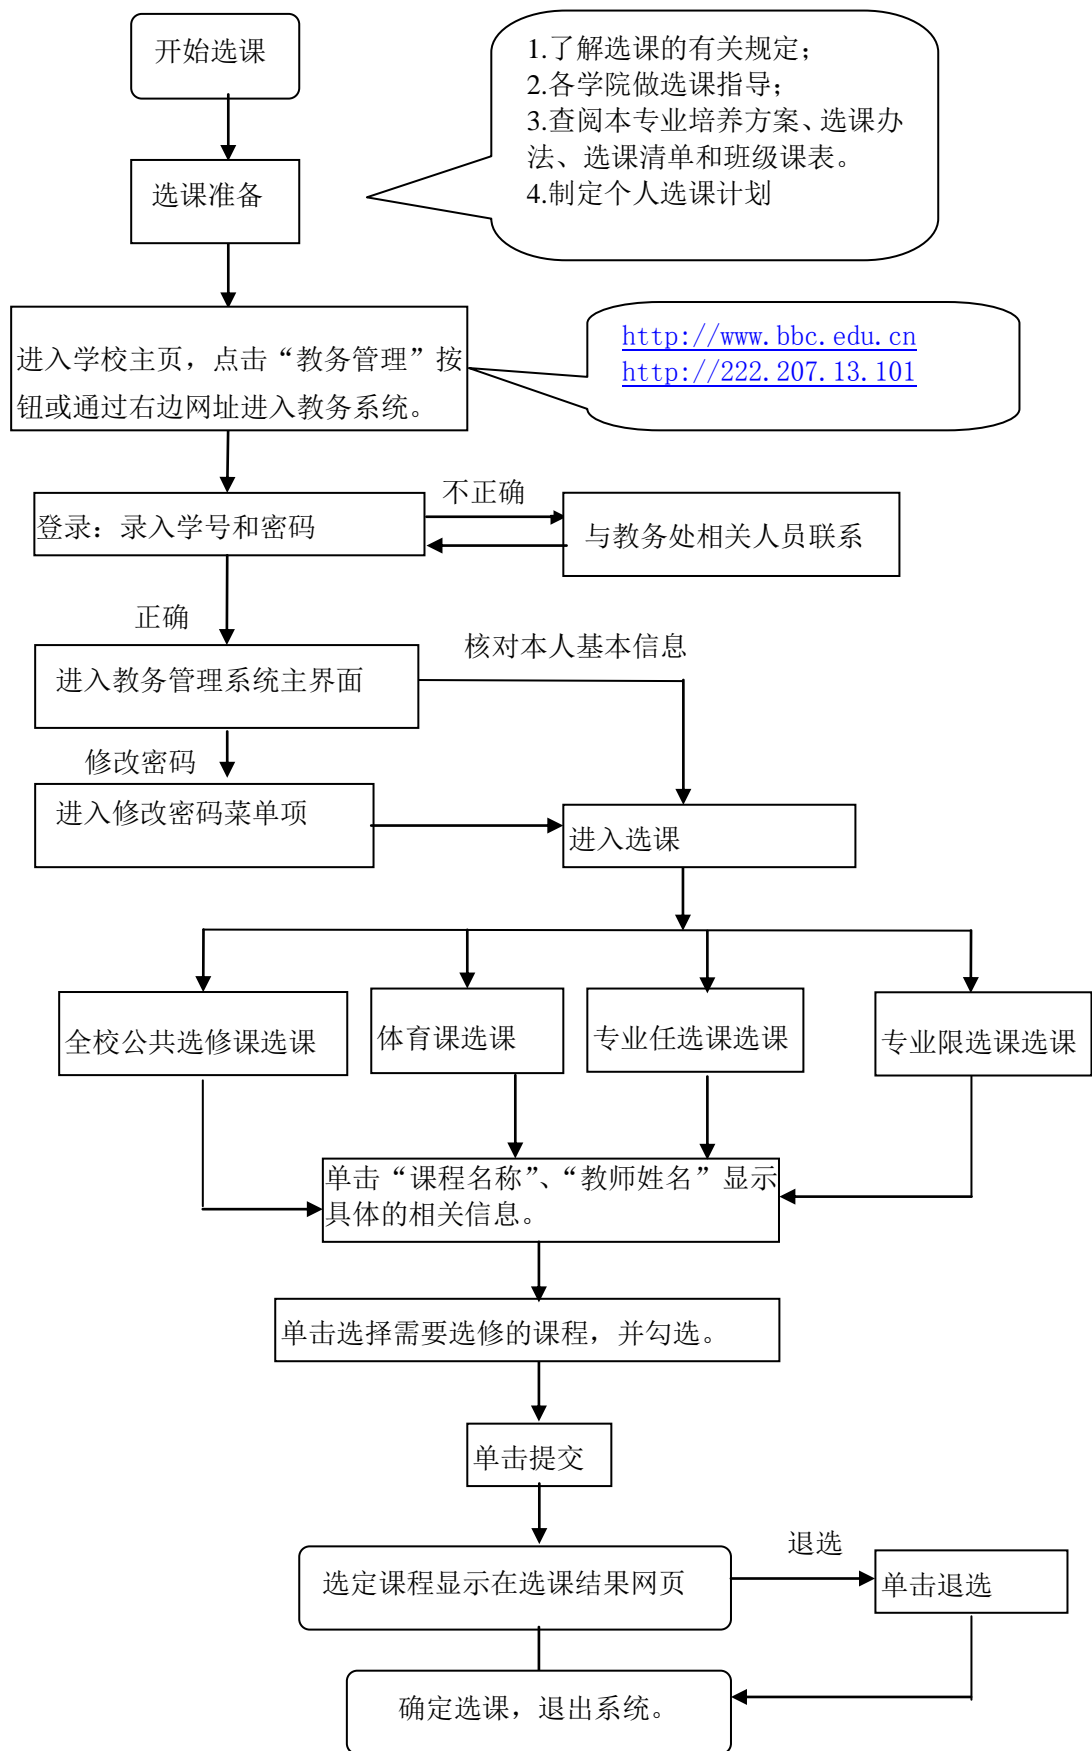 开始选课
1.了解选课的有关规定；
2.各学院做选课指导；
3.查阅本专业培养方案、选课办
法、选课清单和班级课表。
4.制定个人选课计划
选课准备
进入学校主页，点击“教务管理”按
钮或通过右边网址进入教务系统。
http://www.bbc.edu.cn
http://222.207.13.101
登录：录入学号和密码
不正确
与教务处相关人员联系
正确
进入教务管理系统主界面
核对本人基本信息
修改密码
进入修改密码菜单项
进入选课
全校公共选修课选课
体育课选课
专业任选课选课
专业限选课选课
单击“课程名称”、“教师姓名”显示
具体的相关信息。
单击选择需要选修的课程，并勾选。
单击提交
选定课程显示在选课结果网页
退选
单击退选
确定选课，退出系统。